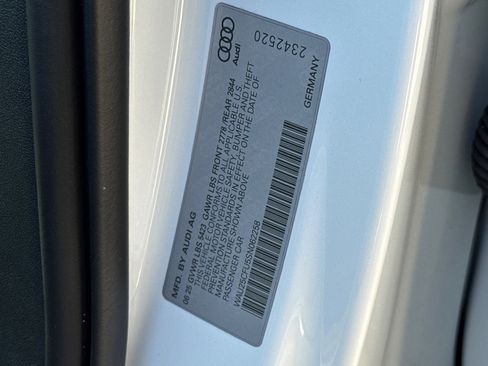 MFD. BY AUDI AG
06/25 GVWR LBS 5423 GAWR LBS FRONT 2778 /REAR 2844
THIS VEHICLE CONFORMS TO ALL APPLICABLE U.S.
FEDERAL MOTOR VEHICLE SAFETY, BUMPER AND THEFT
PREVENTION STANDARDS IN EFFECT ON THE DATE OF
MANUFACTURE SHOWN ABOVE
PASSENGER CAR
Audi
2342520
GERMANY